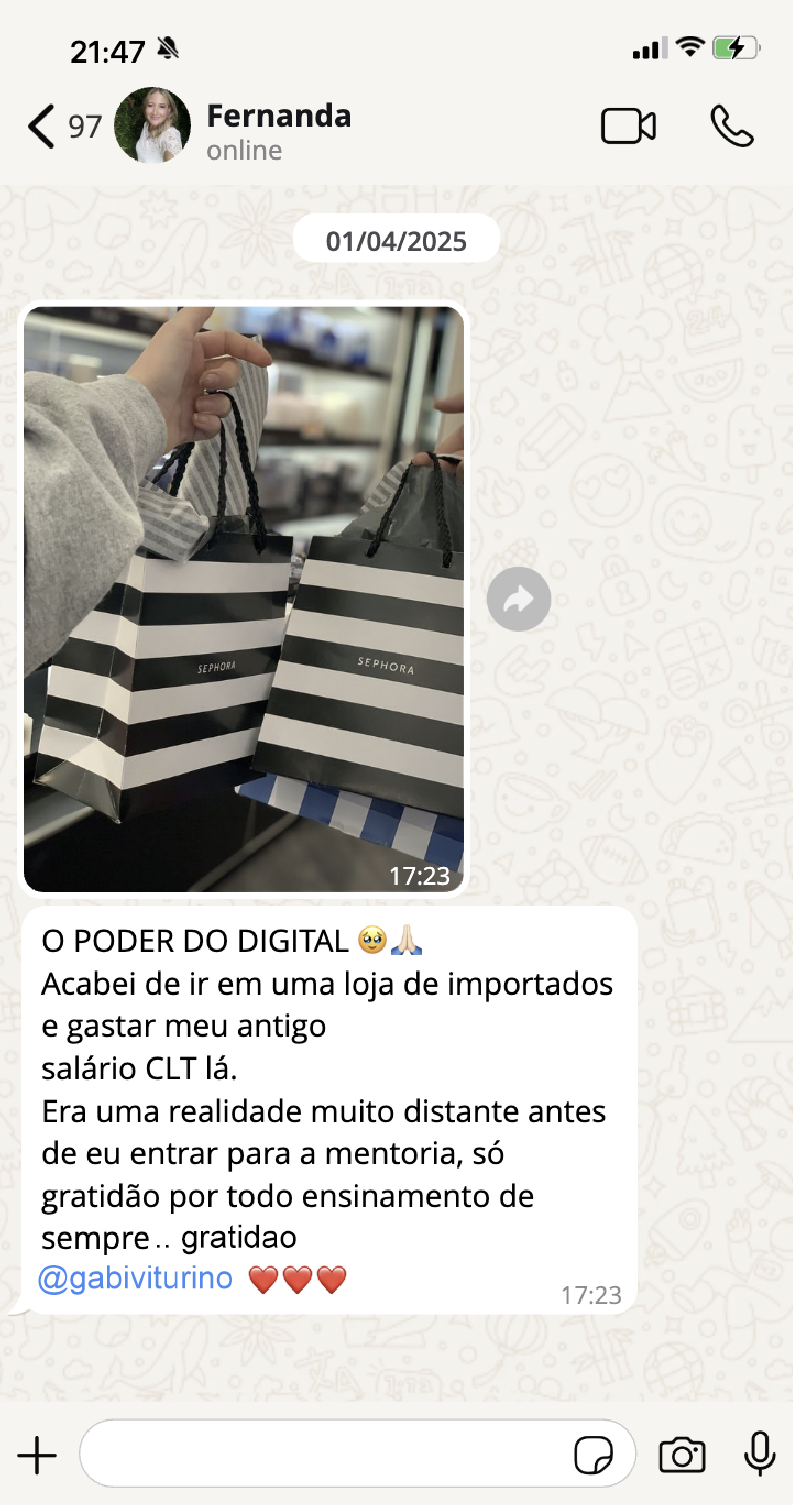 21:47
97
Fernanda
online
01/04/2025
SEPHORA
SEPHORA
17:23
O PODER DO DIGITAL 🥹🙏🏻
Acabei de ir em uma loja de importados
e gastar meu antigo
salário CLT lá.
Era uma realidade muito distante antes
de eu entrar para a mentoria, só
gratidão por todo ensinamento de
sempre.. gratidao
@gabiviturino ❤️❤️❤️
17:23